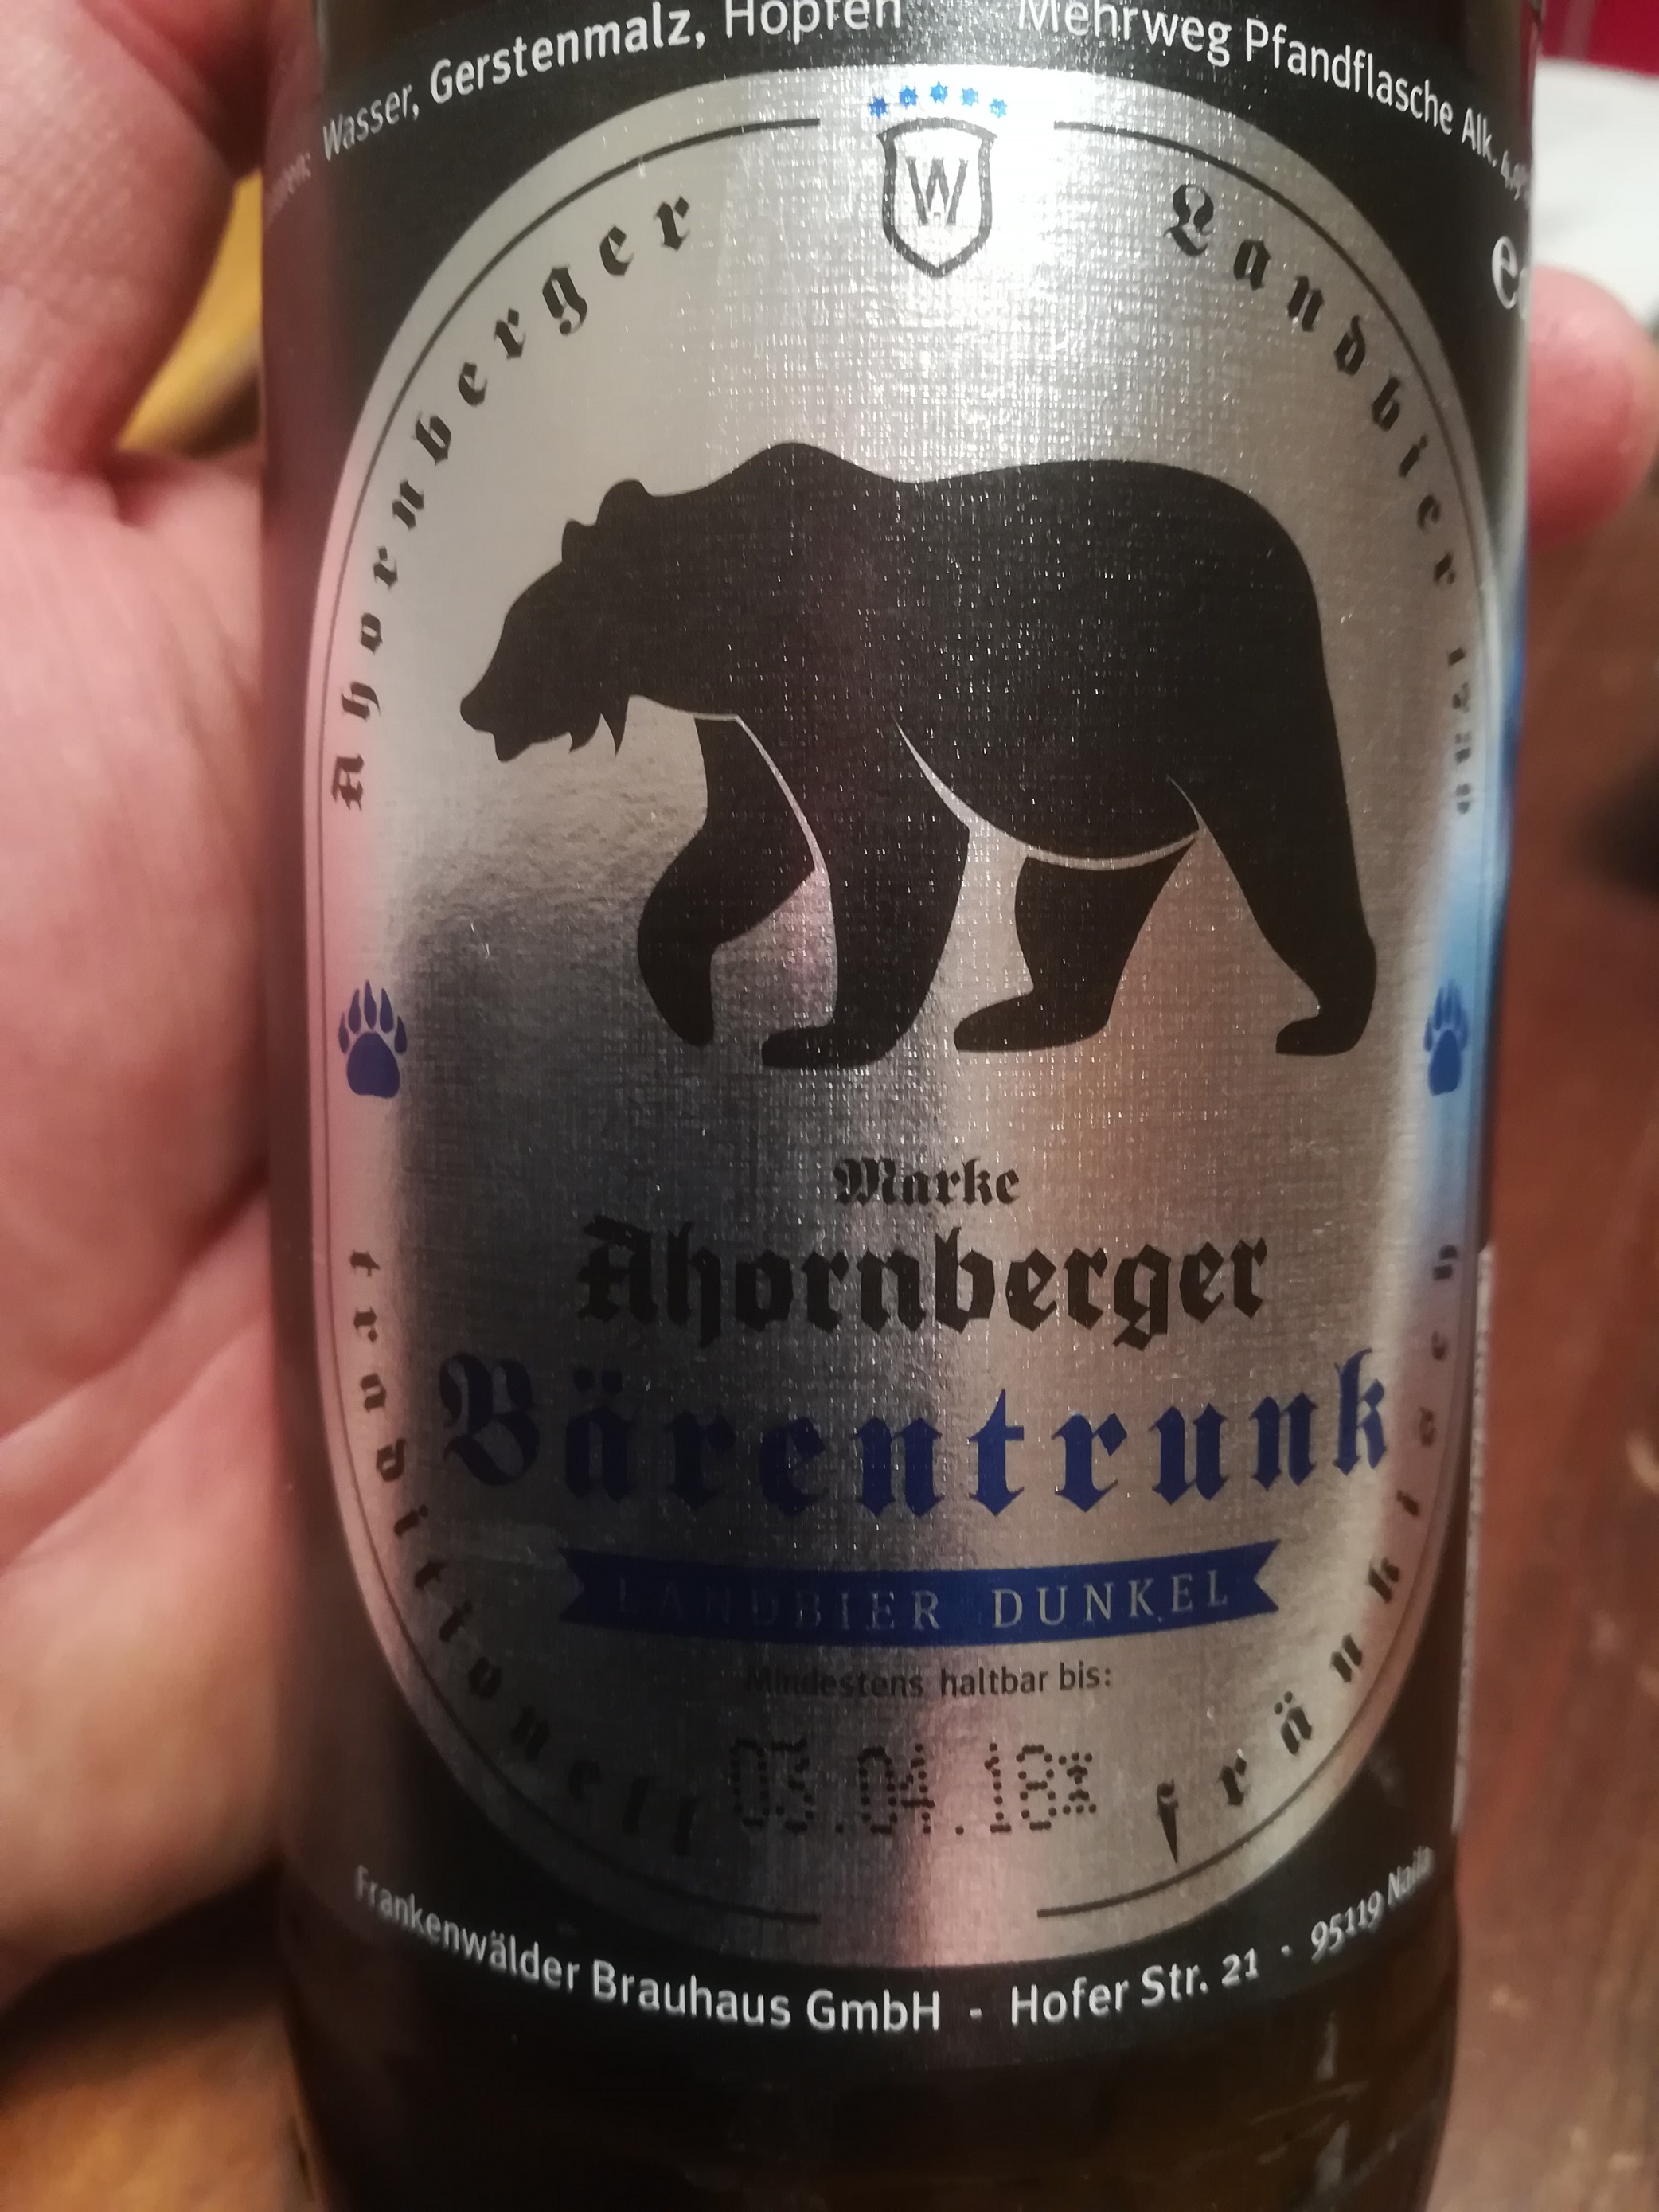 Wasser, Gerstenmalz, Hopfen
Mehrweg Pfandflasche Alk.
W
Ahornberger Landbier
Marke
Ahornberger
Bärentrunk
LANDBIER DUNKEL
Mindestens haltbar bis:
03.04.18
traditionell fränkisch
Frankenwälder Brauhaus GmbH - Hofer Str. 21 · 95119 Naila